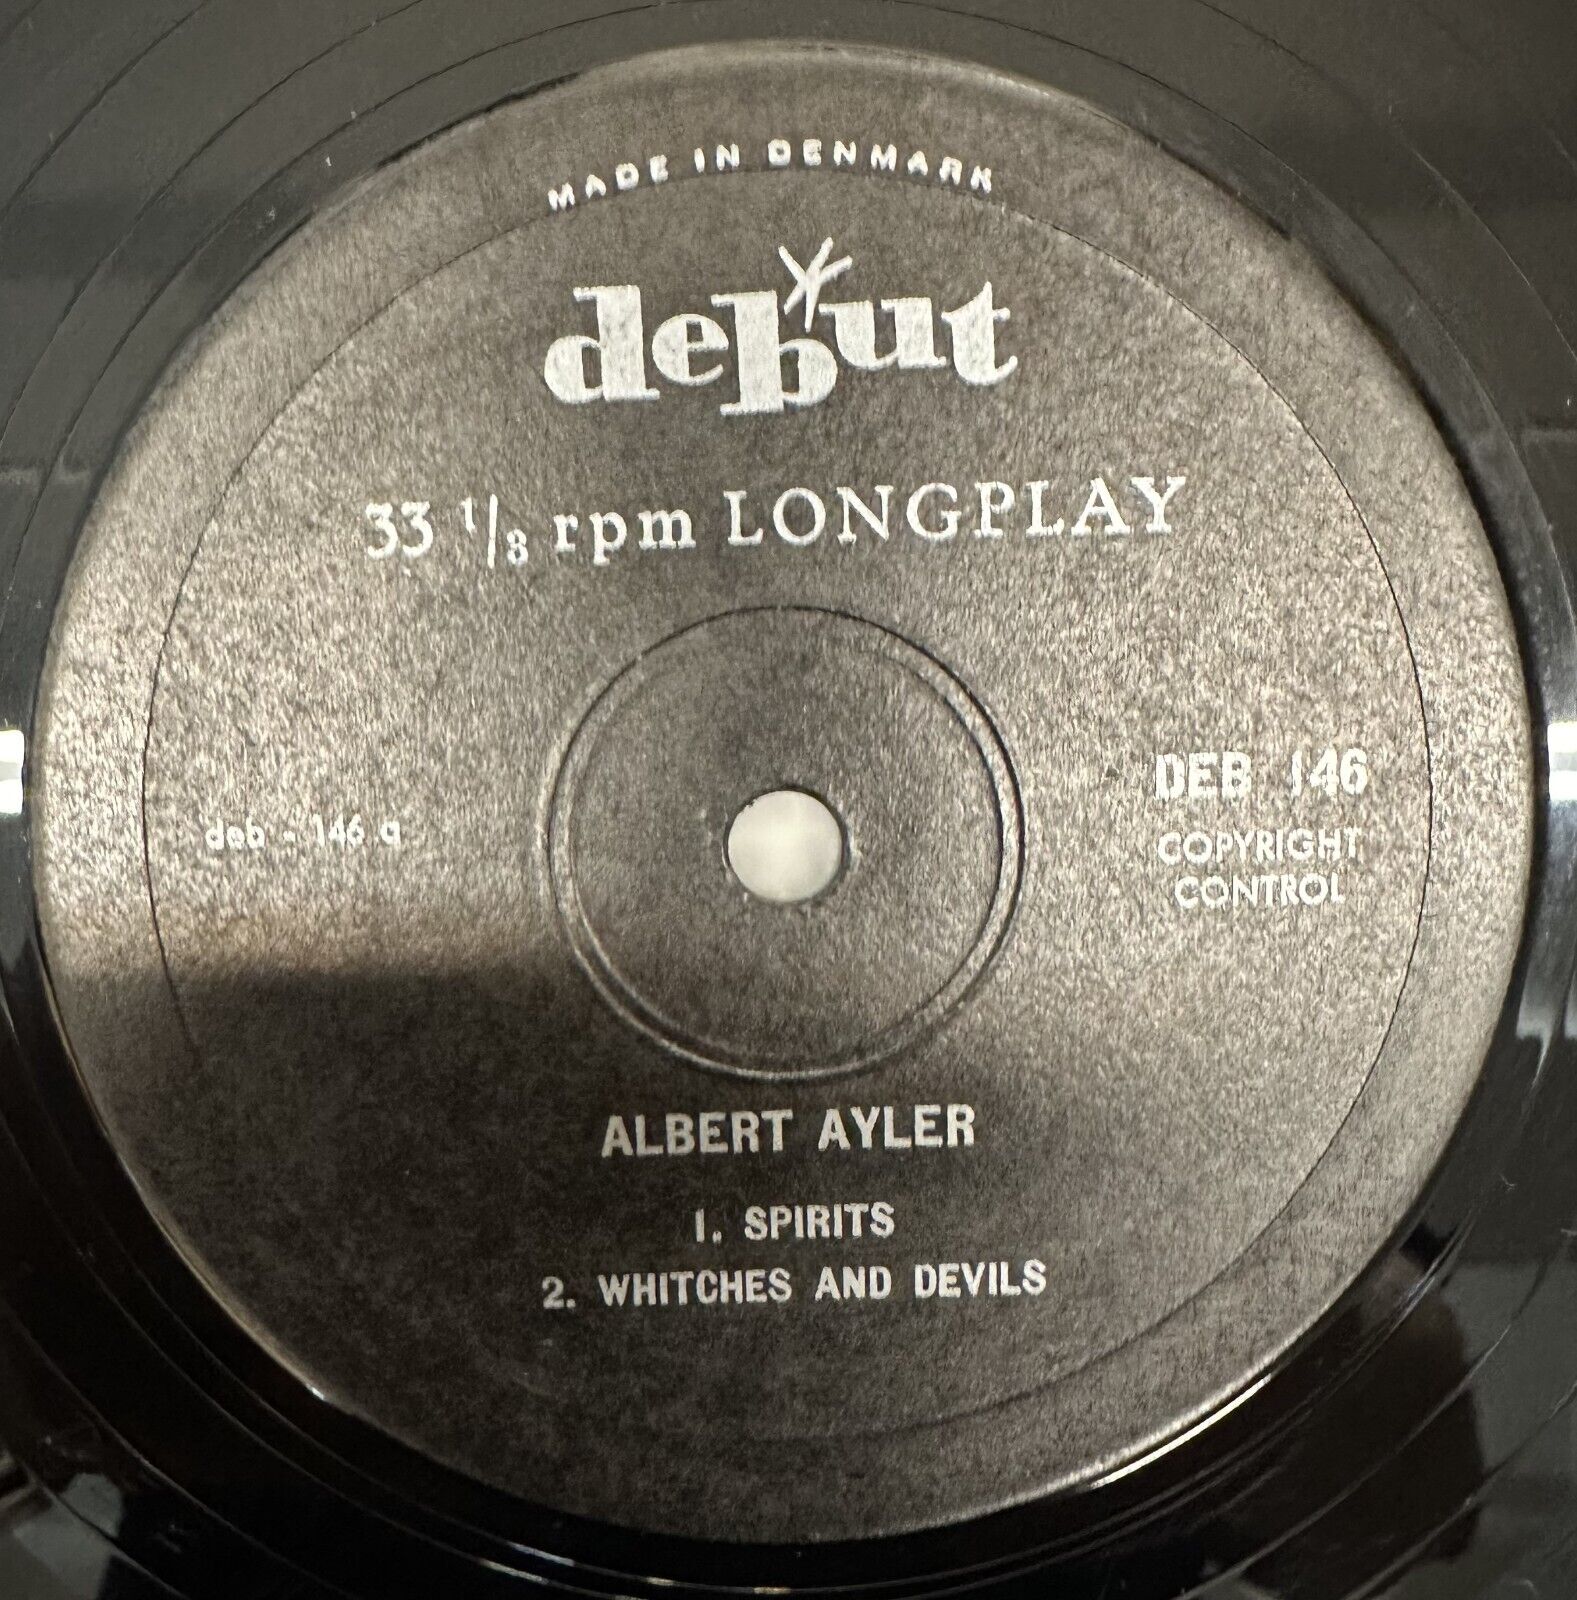 MADE IN DENMARK
debut
33 1/3 rpm LONGPLAY
DEB 146
deb - 146 a
COPYRIGHT
CONTROL
ALBERT AYLER
1. SPIRITS
2. WHITCHES AND DEVILS